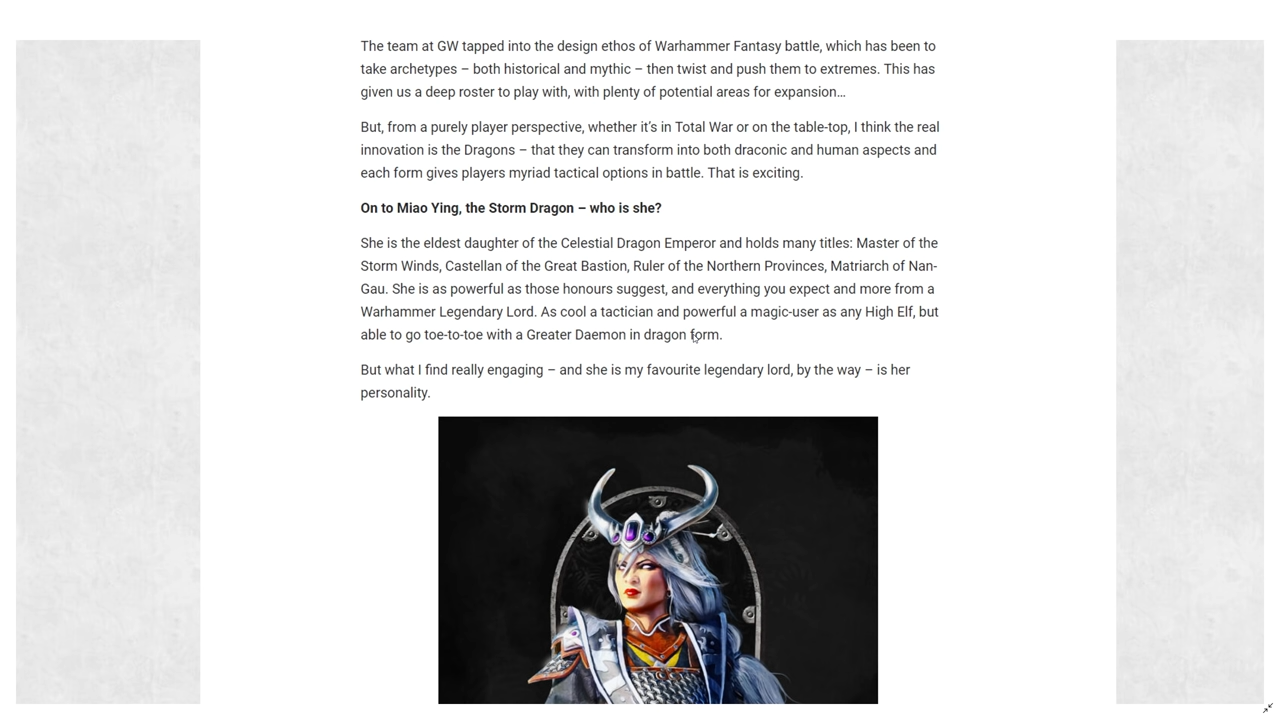 The team at GW tapped into the design ethos of Warhammer Fantasy battle, which has been to
take archetypes – both historical and mythic – then twist and push them to extremes. This has
given us a deep roster to play with, with plenty of potential areas for expansion…
But, from a purely player perspective, whether it's in Total War or on the table-top, I think the real
innovation is the Dragons – that they can transform into both draconic and human aspects and
each form gives players myriad tactical options in battle. That is exciting.
On to Miao Ying, the Storm Dragon – who is she?
She is the eldest daughter of the Celestial Dragon Emperor and holds many titles: Master of the
Storm Winds, Castellan of the Great Bastion, Ruler of the Northern Provinces, Matriarch of Nan-
Gau. She is as powerful as those honours suggest, and everything you expect and more from a
Warhammer Legendary Lord. As cool a tactician and powerful a magic-user as any High Elf, but
able to go toe-to-toe with a Greater Daemon in dragon form.
But what I find really engaging – and she is my favourite legendary lord, by the way – is her
personality.